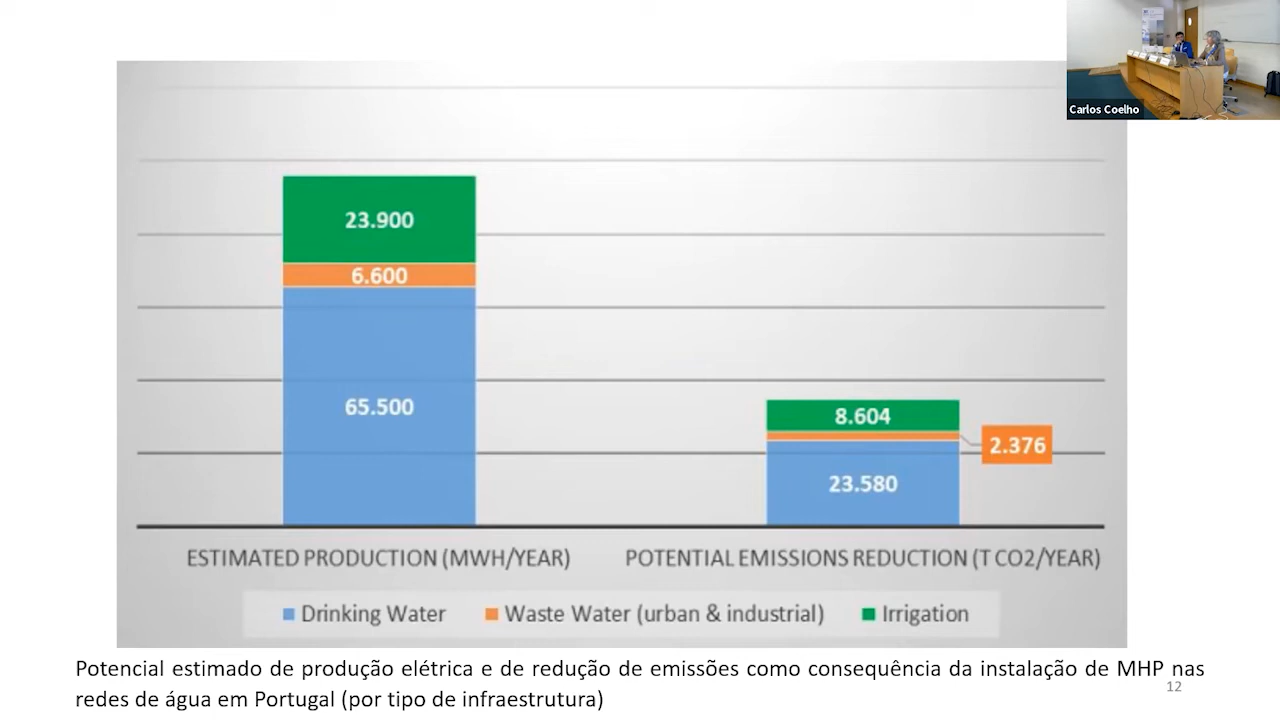 Carlos Coelho
23.900
6.600
65.500
8.604
2.376
23.580
ESTIMATED PRODUCTION (MWH/YEAR)
POTENTIAL EMISSIONS REDUCTION (T CO2/YEAR)
Drinking Water
Waste Water (urban & industrial)
Irrigation
Potencial estimado de produção elétrica e de redução de emissões como consequência da instalação de MHP nas
redes de água em Portugal (por tipo de infraestrutura)
12